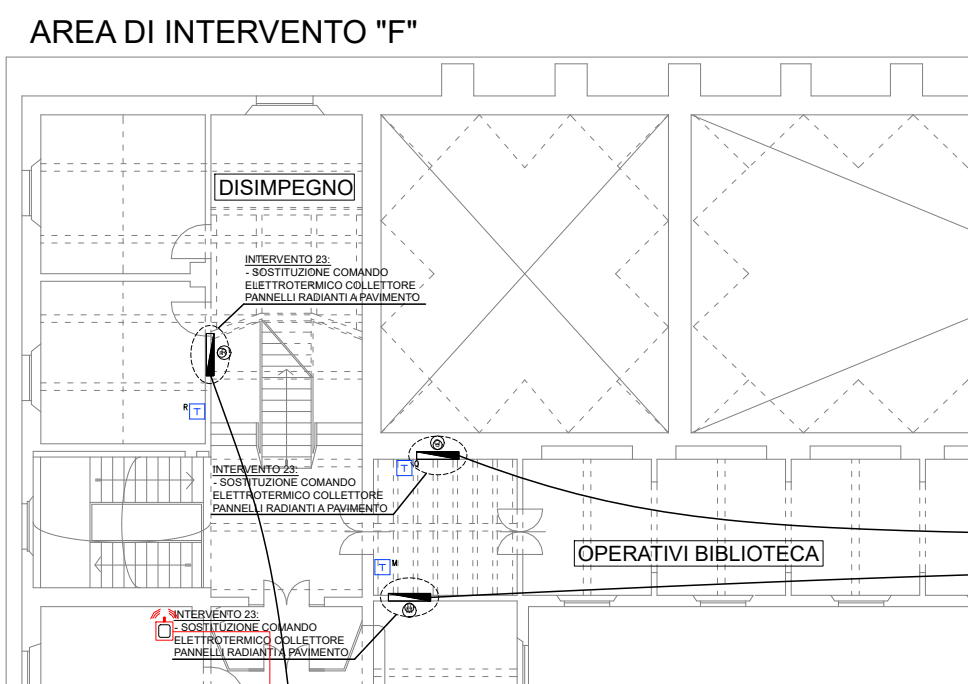 AREA DI INTERVENTO "F"
DISIMPEGNO
INTERVENTO 23:
- SOSTITUZIONE COMANDO
ELETTROTERMICO COLLETTORE
PANNELLI RADIANTI A PAVIMENTO
R T
INTERVENTO 23:
- SOSTITUZIONE COMANDO
ELETTROTERMICO COLLETTORE
PANNELLI RADIANTI A PAVIMENTO
T
OPERATIVI BIBLIOTECA
T M
INTERVENTO 23:
- SOSTITUZIONE COMANDO
ELETTROTERMICO COLLETTORE
PANNELLI RADIANTI A PAVIMENTO